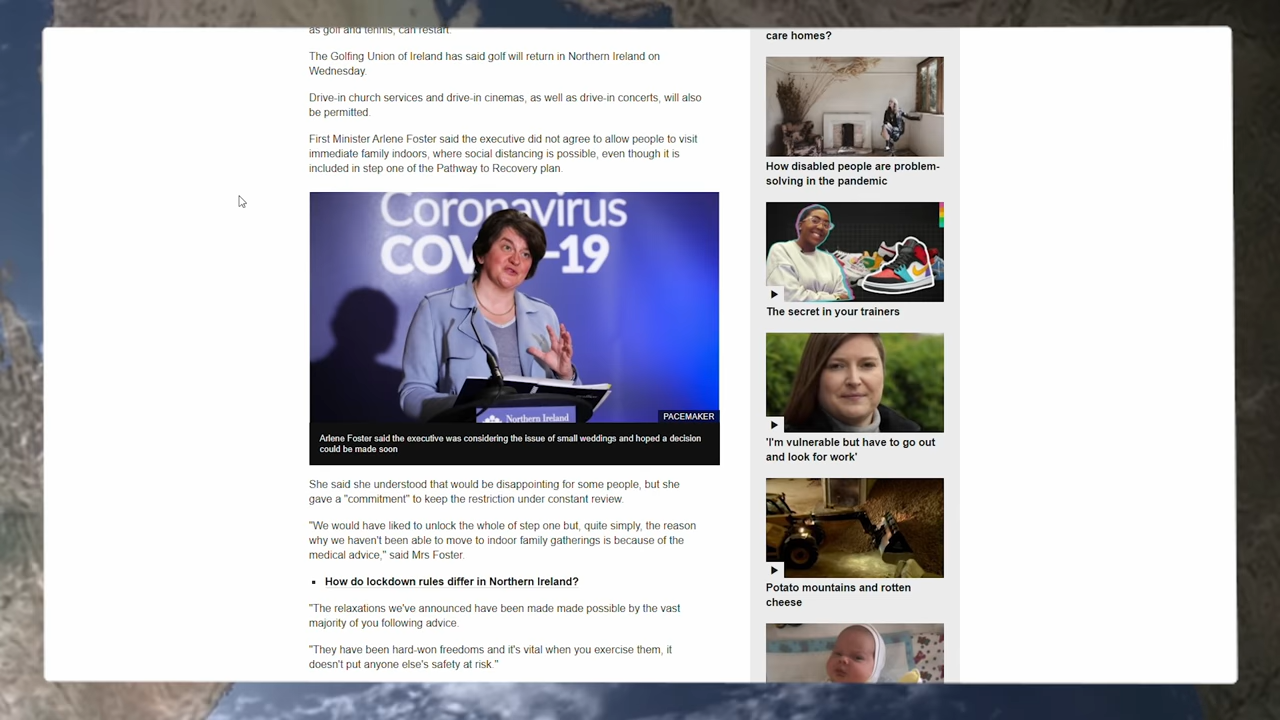 as golf and tennis, can restart.
The Golfing Union of Ireland has said golf will return in Northern Ireland on
Wednesday.
Drive-in church services and drive-in cinemas, as well as drive-in concerts, will also
be permitted.
First Minister Arlene Foster said the executive did not agree to allow people to visit
immediate family indoors, where social distancing is possible, even though it is
included in step one of the Pathway to Recovery plan.
Coronavirus
COV -19
Northern Ireland
PACEMAKER
Arlene Foster said the executive was considering the issue of small weddings and hoped a decision
could be made soon
She said she understood that would be disappointing for some people, but she
gave a "commitment" to keep the restriction under constant review.
"We would have liked to unlock the whole of step one but, quite simply, the reason
why we haven't been able to move to indoor family gatherings is because of the
medical advice," said Mrs Foster.
How do lockdown rules differ in Northern Ireland?
"The relaxations we've announced have been made made possible by the vast
majority of you following advice.
"They have been hard-won freedoms and it's vital when you exercise them, it
doesn't put anyone else's safety at risk."
care homes?
How disabled people are problem-
solving in the pandemic
The secret in your trainers
'I'm vulnerable but have to go out
and look for work'
Potato mountains and rotten
cheese